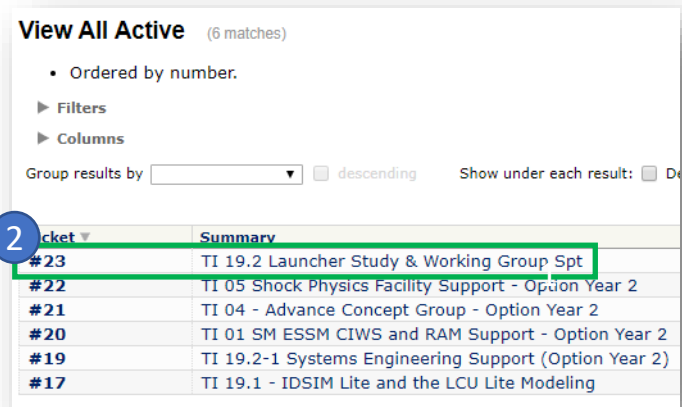 View All Active (6 matches)
• Ordered by number.
▶ Filters
▶ Columns
Group results by descending Show under each result:
2
Summary
#23 TI 19.2 Launcher Study & Working Group Spt
#22 TI 05 Shock Physics Facility Support - Option Year 2
#21 TI 04 - Advance Concept Group - Option Year 2
#20 TI 01 SM ESSM CIWS and RAM Support - Option Year 2
#19 TI 19.2-1 Systems Engineering Support (Option Year 2)
#17 TI 19.1 - IDSIM Lite and the LCU Lite Modeling